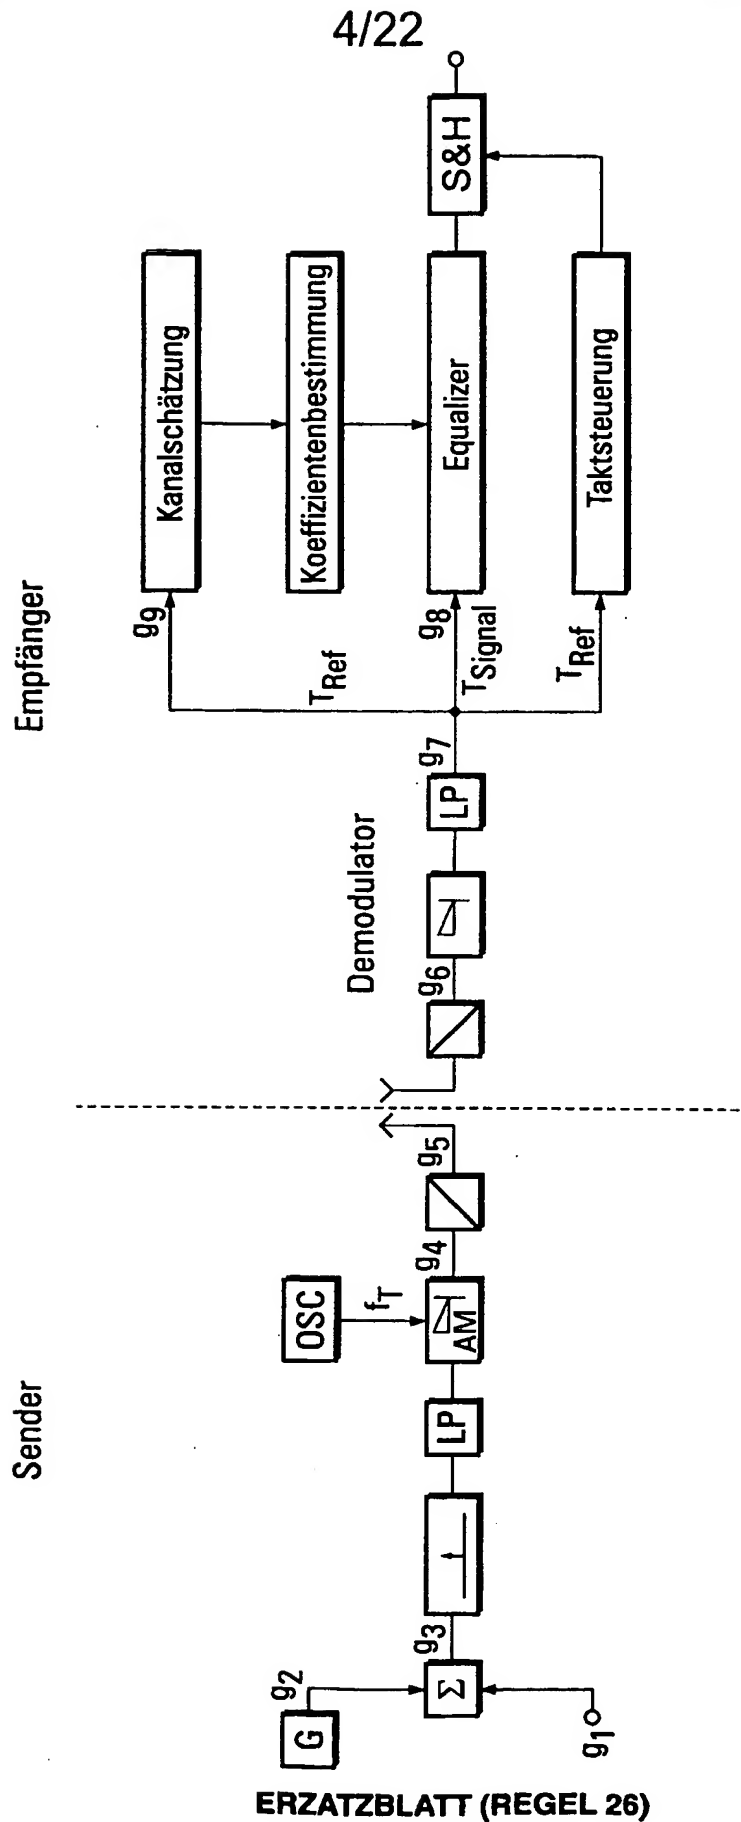 4/22
Sender
Empfänger
Demodulator
G
g2
g1
Σ
g3
LP
OSC
fT
AM
g4
g5
g6
LP
g7
TRef
g9
Kanalschätzung
Koeffizientenbestimmung
TSignal
g8
Equalizer
S&H
TRef
Taktsteuerung
ERZATZBLATT (REGEL 26)